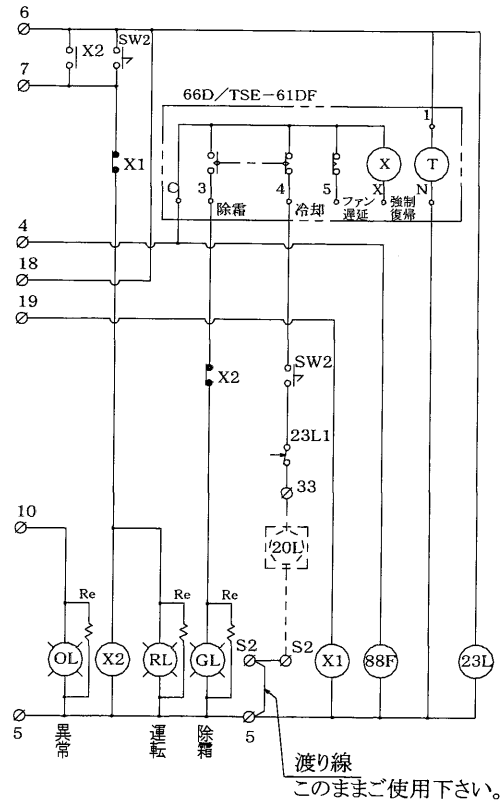 6
X2
SW2
7
66D/TSE-61DF
X1
1
X
T
C
3
4
5
X
N
除霜
冷却
ファン
遅延
強制
復帰
4
18
19
X2
SW2
23L1
33
10
20L
Re
Re
Re
S2
S2
OL
X2
RL
GL
X1
88F
23L
5
5
異常
運転
除霜
渡り線
このままご使用下さい。